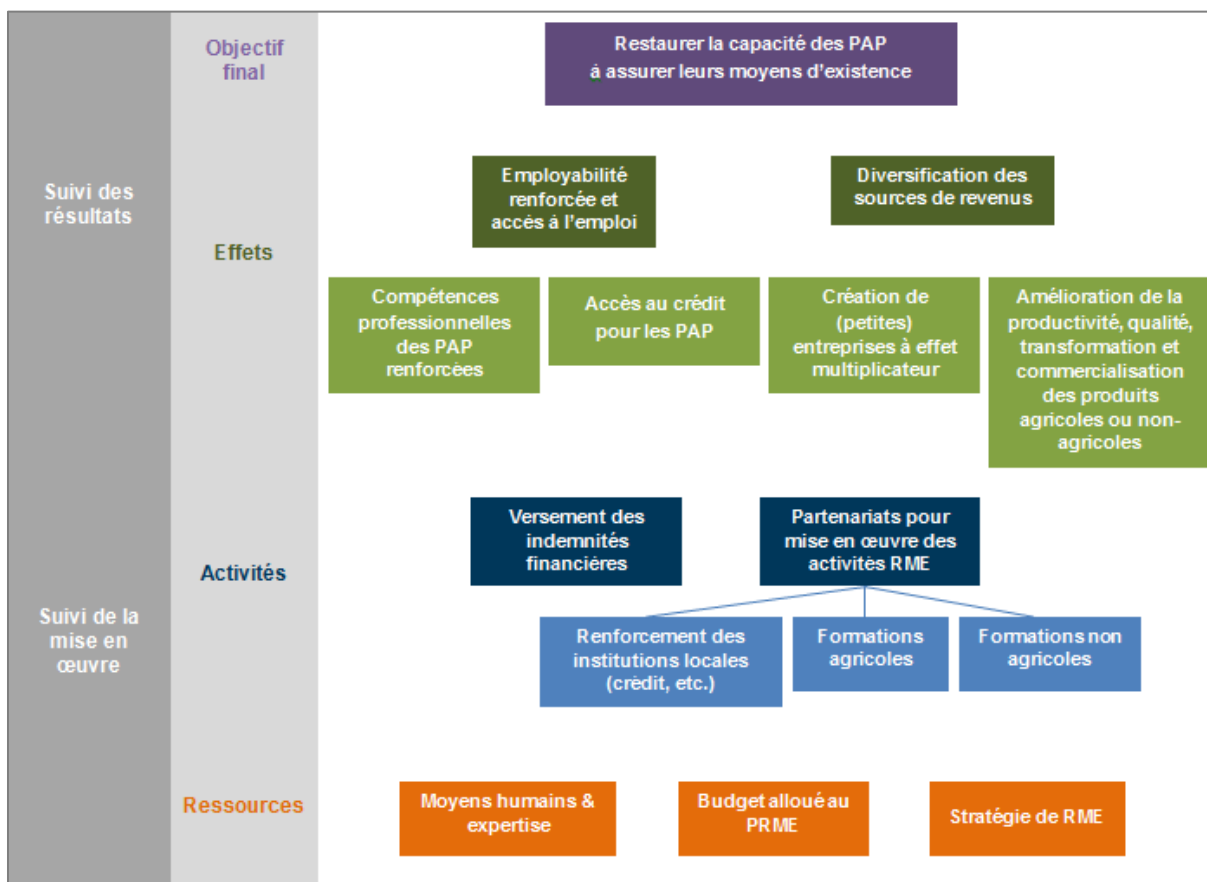 Objectif
final
Restaurer la capacité des PAP
à assurer leurs moyens d'existence
Suivi des
résultats
Effets
Employabilité
renforcée et
accès á l'emploi
Diversification des
sources de revenus
Compétences
professionnelles
des PAP
renforcées
Accès au crédit
pour les PAP
Création de
(petites)
entreprises à effet
multiplicateur
Amélioration de la
productivité, qualité,
transformation et
commercialisation
des produits
agricoles ou non-
agricoles
Suivi de la
mise en
œuvre
Activités
Versement des
indemnités
financières
Partenariats pour
mise en œuvre des
activités RME
Renforcement des
institutions locales
(crédit, etc.)
Formations
agricoles
Formations non
agricoles
Ressources
Moyens humains &
expertise
Budget alloué au
PRME
Stratégie de RME